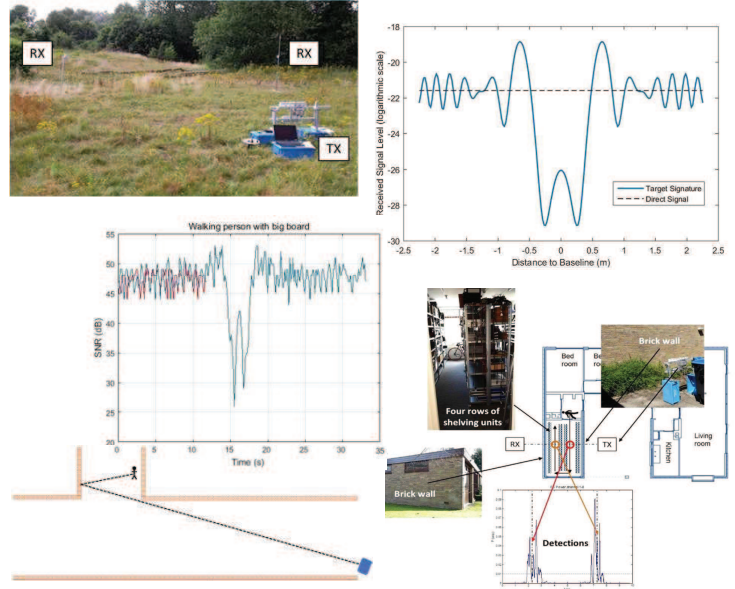 RX
RX
TX
-18
-20
-22
-24
-26
-28
-30
Received Signal Level (logarithmic scale)
Target Signature
Direct Signal
-2.5
-2
-1.5
-1
-0.5
0
0.5
1
1.5
2
2.5
Distance to Baseline (m)
Walking person with big board
55
50
45
40
35
30
25
20
SNR (dB)
0
5
10
15
20
25
30
35
Time (s)
Four rows of
shelving units
Brick wall
Bed
room
RX
TX
Kitchen
Living
room
Brick wall
Detections